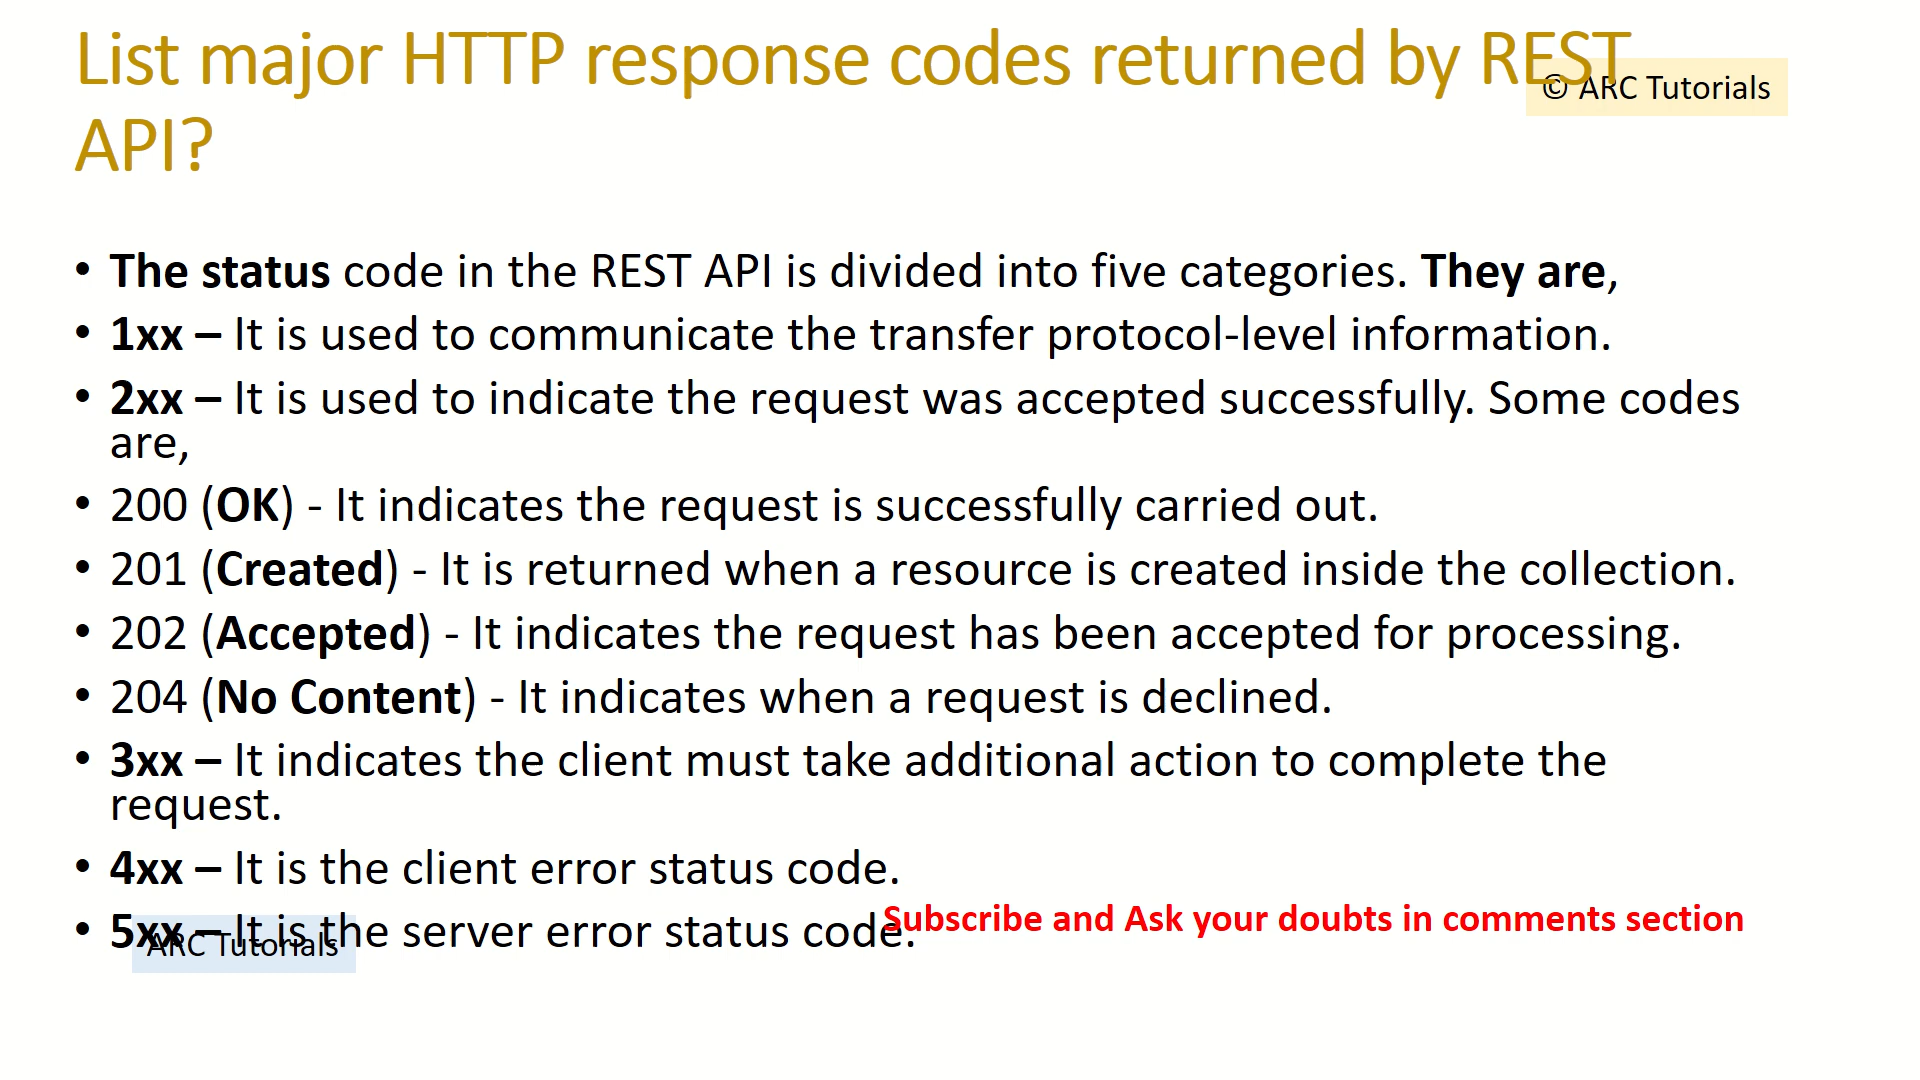 List major HTTP response codes returned by REST
API?
© ARC Tutorials
• The status code in the REST API is divided into five categories. They are,
• 1xx – It is used to communicate the transfer protocol-level information.
• 2xx – It is used to indicate the request was accepted successfully. Some codes
are,
• 200 (OK) - It indicates the request is successfully carried out.
• 201 (Created) - It is returned when a resource is created inside the collection.
• 202 (Accepted) - It indicates the request has been accepted for processing.
• 204 (No Content) - It indicates when a request is declined.
• 3xx – It indicates the client must take additional action to complete the
request.
• 4xx – It is the client error status code.
• 5xx – It is the server error status code.
Subscribe and Ask your doubts in comments section
ARC Tutorials